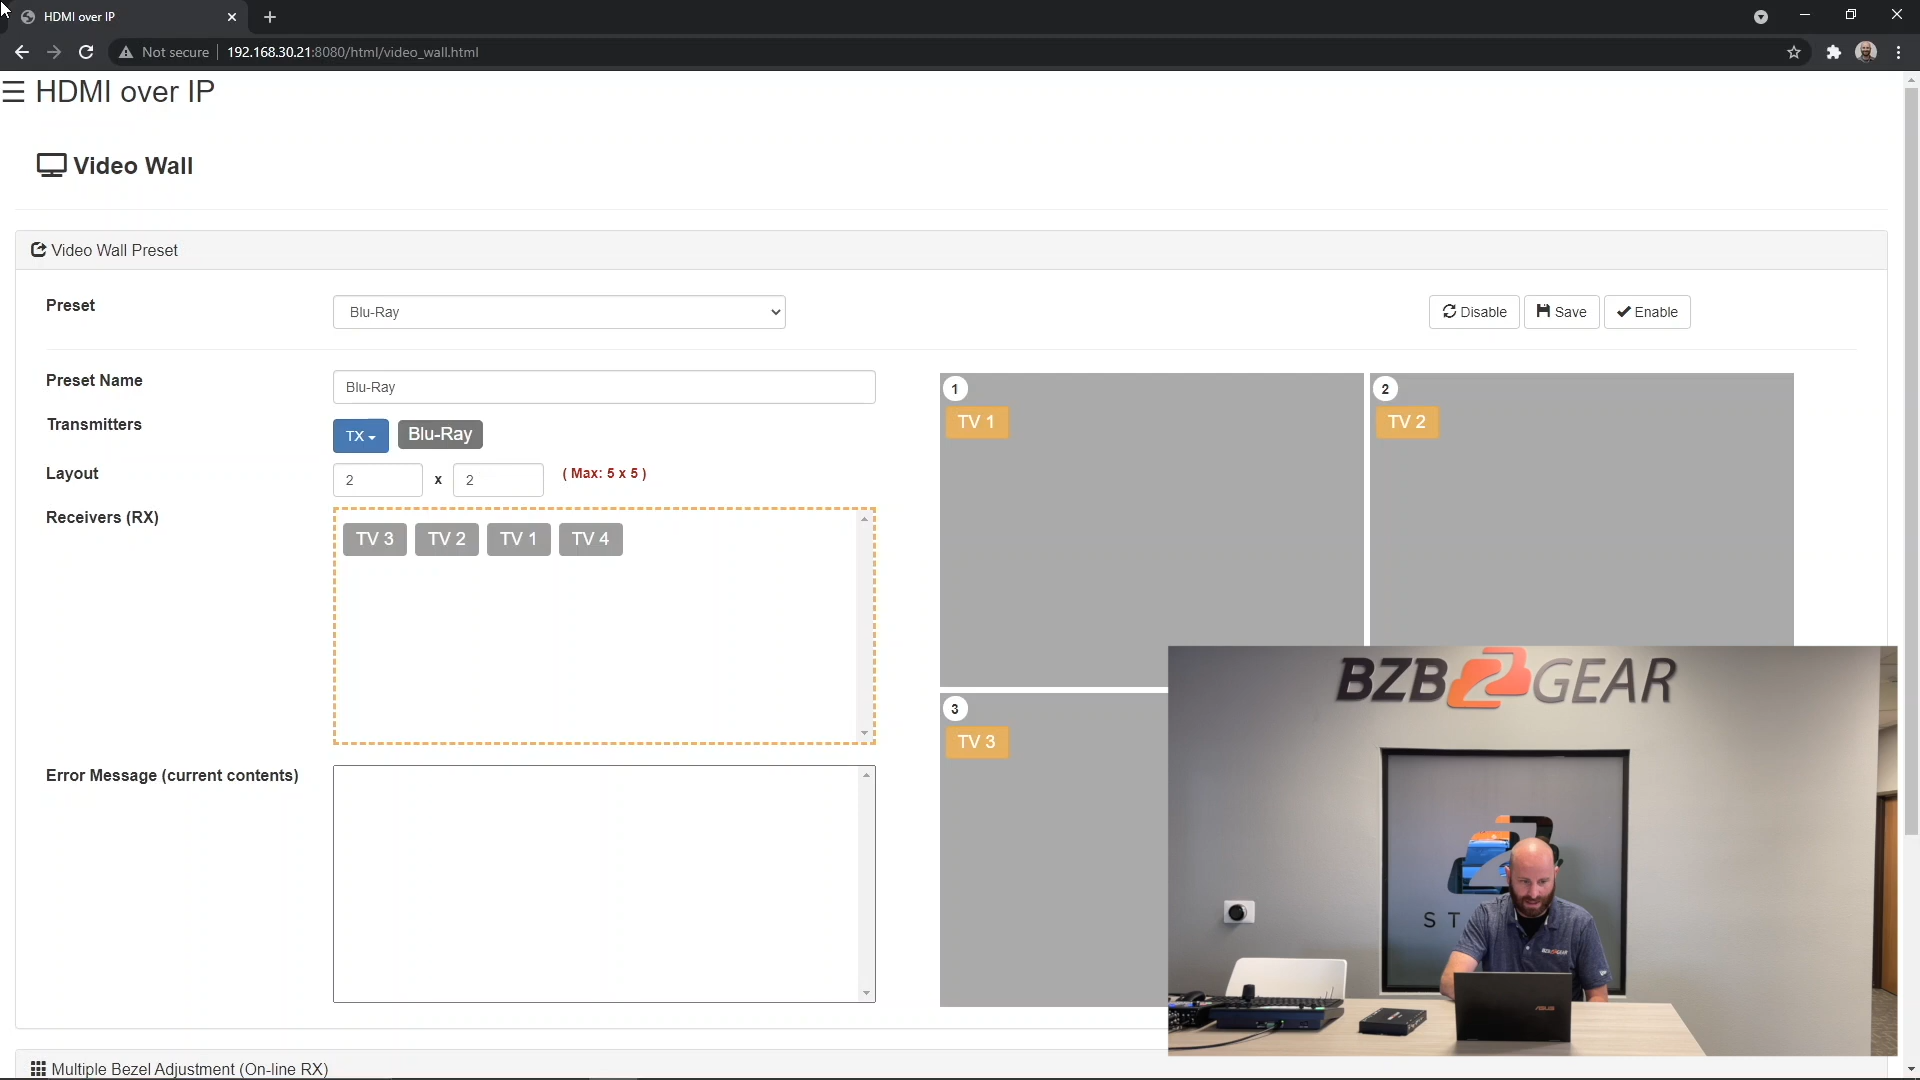 HDMI over IP
Not secure 192.168.30.21:8080/html/video_wall.html
HDMI over IP
Video Wall
Video Wall Preset
Preset
Blu-Ray
Disable
Save
Enable
Preset Name
Blu-Ray
Transmitters
TX
Blu-Ray
Layout
2 x 2 ( Max: 5 x 5 )
Receivers (RX)
TV 3 TV 2 TV 1 TV 4
Error Message (current contents)
1
TV 1
2
TV 2
3
TV 3
BZB GEAR
ST
BZBGEAR
ASUS
Multiple Bezel Adjustment (On-line RX)